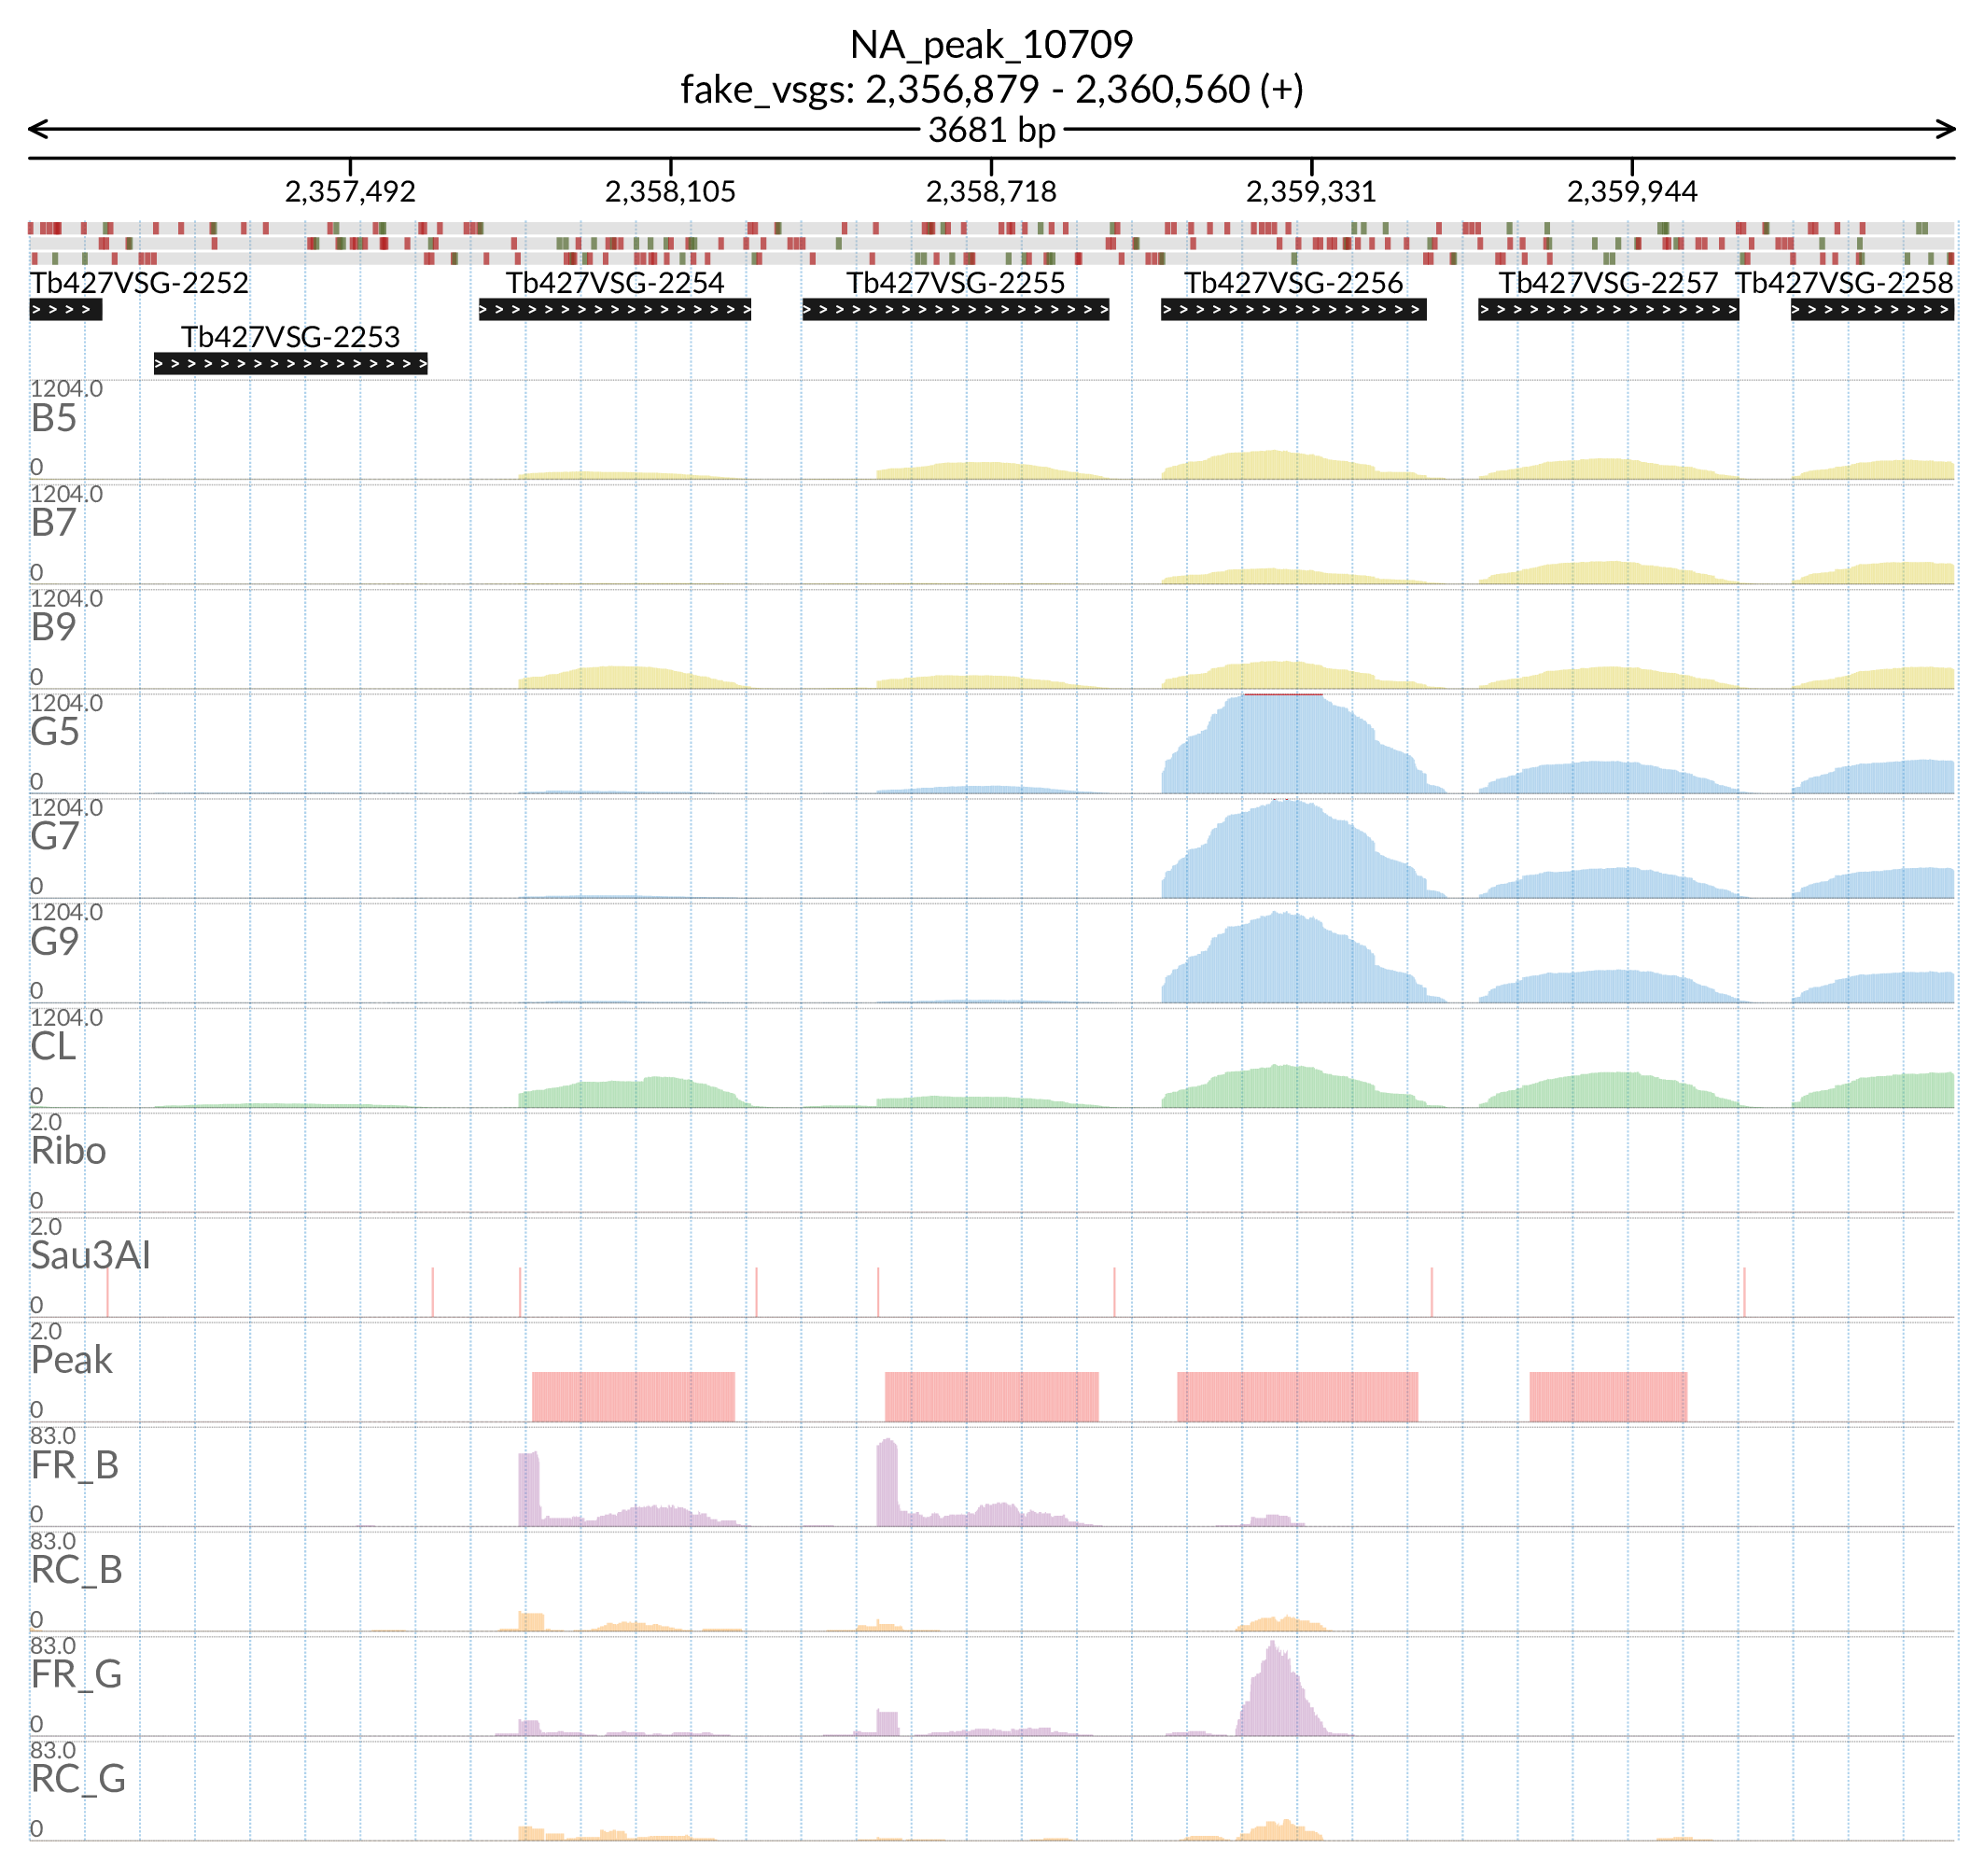 NA_peak_10709
fake_vsgs: 2,356,879 - 2,360,560 (+)
3681 bp
2,357,492 2,358,105 2,358,718 2,359,331 2,359,944
Tb427VSG-2252 Tb427VSG-2254 Tb427VSG-2255 Tb427VSG-2256 Tb427VSG-2257 Tb427VSG-2258
Tb427VSG-2253
1204.0
B5
0
1204.0
B7
0
1204.0
B9
0
1204.0
G5
0
1204.0
G7
0
1204.0
G9
0
1204.0
CL
0
2.0
Ribo
0
2.0
Sau3AI
0
2.0
Peak
0
83.0
FR_B
0
83.0
RC_B
0
83.0
FR_G
0
83.0
RC_G
0